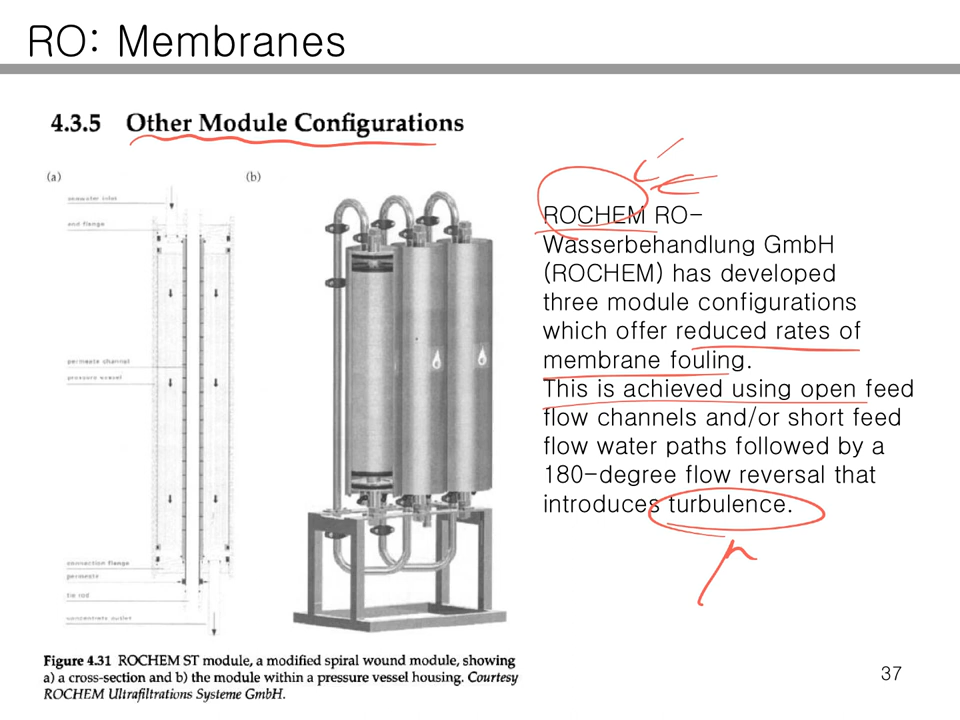 RO: Membranes
4.3.5 Other Module Configurations
(a)
(b)
seawater inlet
end flange
permeate channel
pressure vessel
connection flange
permeate
tie rod
concentrate outlet
ROCHEM RO-
Wasserbehandlung GmbH
(ROCHEM) has developed
three module configurations
which offer reduced rates of
membrane fouling.
This is achieved using open feed
flow channels and/or short feed
flow water paths followed by a
180-degree flow reversal that
introduces turbulence.
Figure 4.31 ROCHEM ST module, a modified spiral wound module, showing
a) a cross-section and b) the module within a pressure vessel housing. Courtesy
ROCHEM Ultrafiltrations Systeme GmbH.
37